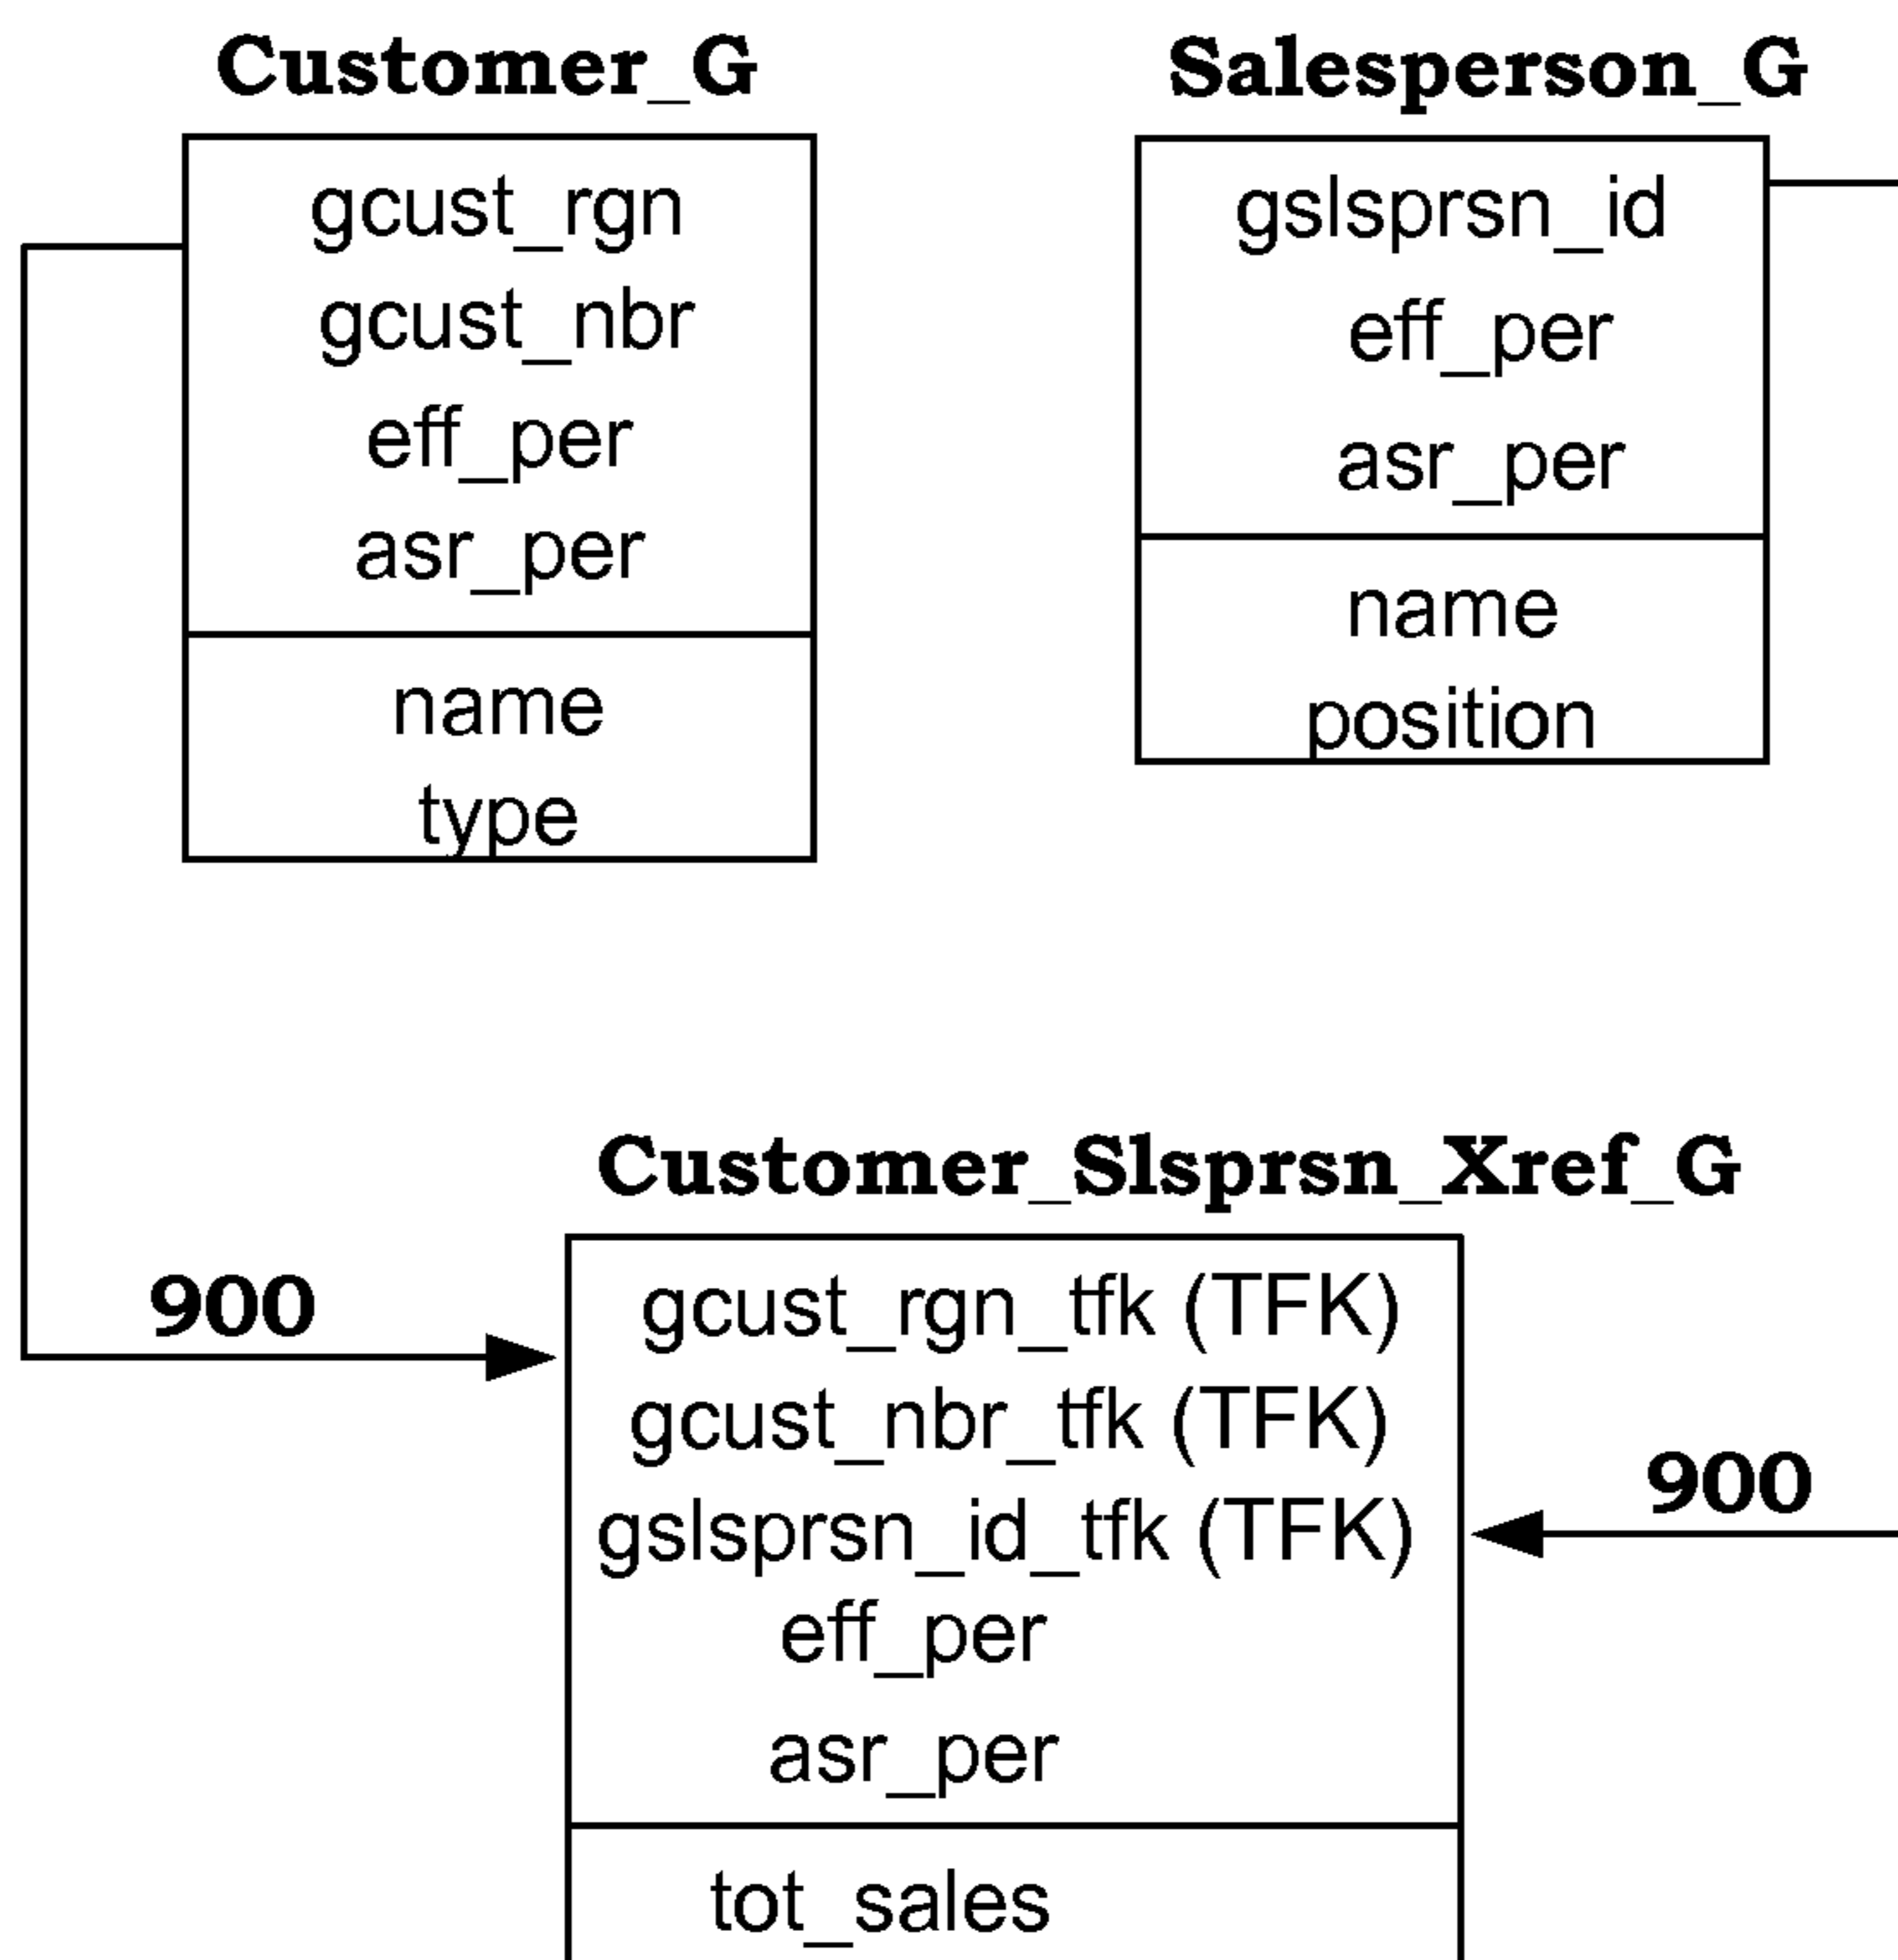 Customer_G
gcust_rgn
gcust_nbr
eff_per
asr_per
name
type
Salesperson_G
gslsprsn_id
eff_per
asr_per
name
position
Customer_Slsprsn_Xref_G
900
gcust_rgn_tfk (TFK)
gcust_nbr_tfk (TFK)
gslsprsn_id_tfk (TFK)
eff_per
asr_per
tot_sales
900